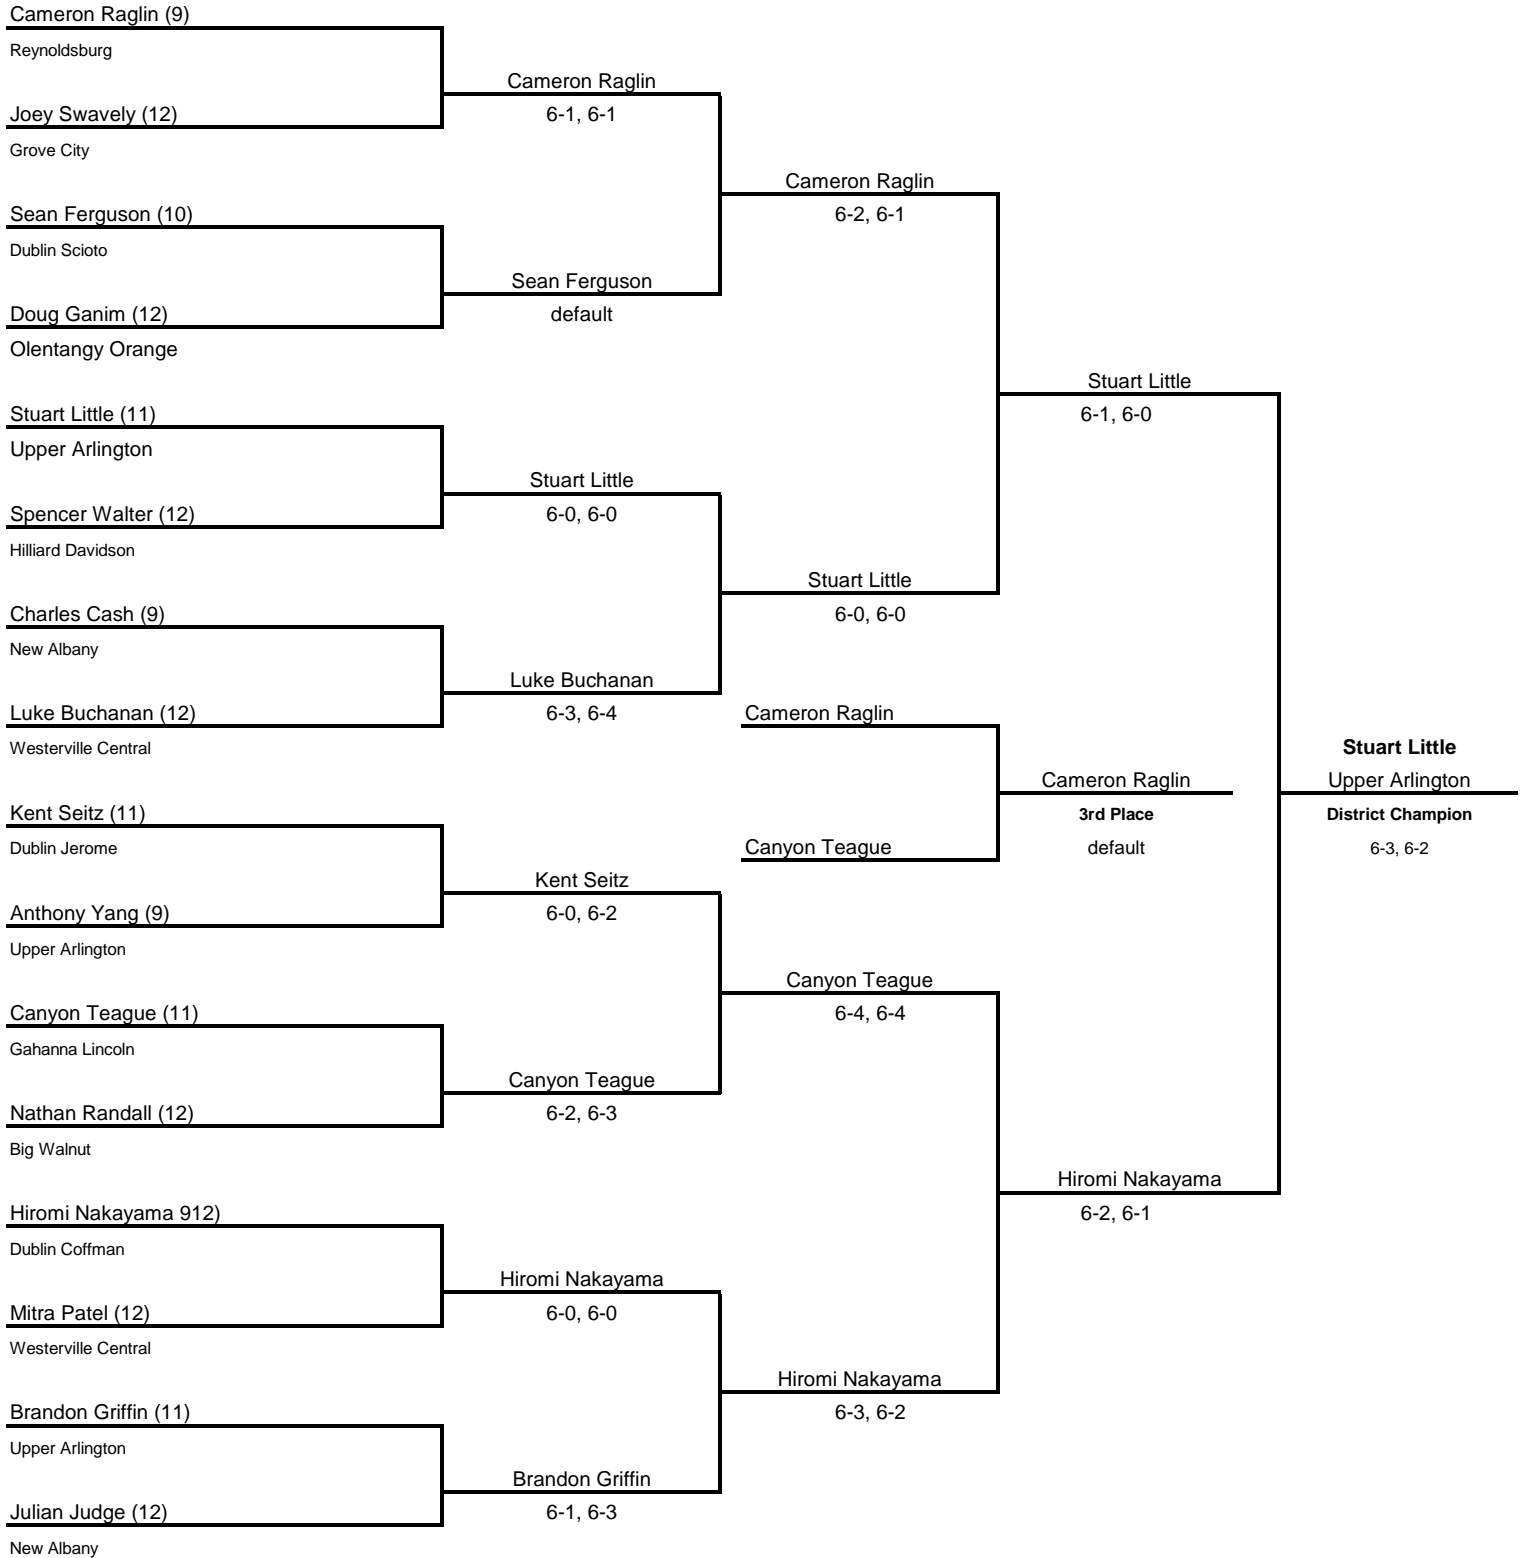 Cameron Raglin (9)
Reynoldsburg
Cameron Raglin
Joey Swavely (12)
6-1, 6-1
Grove City
Cameron Raglin
Sean Ferguson (10)
6-2, 6-1
Dublin Scioto
Sean Ferguson
Doug Ganim (12)
default
Olentangy Orange
Stuart Little
Stuart Little (11)
6-1, 6-0
Upper Arlington
Stuart Little
Spencer Walter (12)
6-0, 6-0
Hilliard Davidson
Stuart Little
Charles Cash (9)
6-0, 6-0
New Albany
Luke Buchanan
Luke Buchanan (12)
6-3, 6-4
Cameron Raglin
Westerville Central
Stuart Little
Cameron Raglin
Upper Arlington
Kent Seitz (11)
3rd Place
District Champion
Dublin Jerome
Canyon Teague
default
6-3, 6-2
Kent Seitz
Anthony Yang (9)
6-0, 6-2
Upper Arlington
Canyon Teague
Canyon Teague (11)
6-4, 6-4
Gahanna Lincoln
Canyon Teague
Nathan Randall (12)
6-2, 6-3
Big Walnut
Hiromi Nakayama
Hiromi Nakayama 912)
6-2, 6-1
Dublin Coffman
Hiromi Nakayama
Mitra Patel (12)
6-0, 6-0
Westerville Central
Hiromi Nakayama
Brandon Griffin (11)
6-3, 6-2
Upper Arlington
Brandon Griffin
Julian Judge (12)
6-1, 6-3
New Albany